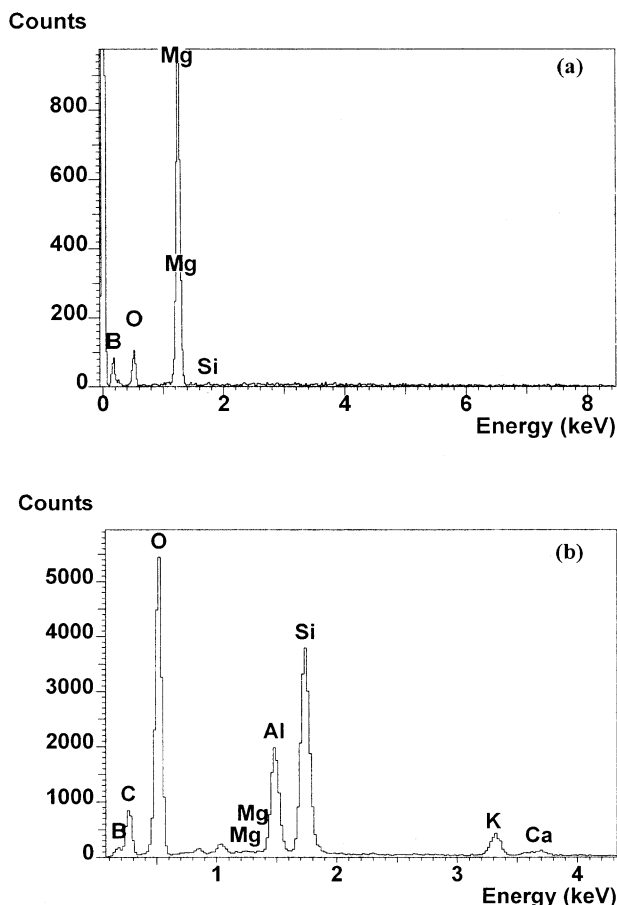 Counts
(a)
Mg
800
600
400
Mg
200
O
B
Si
0
0 2 4 6 8
Energy (keV)
Counts
(b)
O
5000
4000
Si
3000
2000
Al
1000
C
Mg
B
Mg
K
Ca
0
1 2 3 4
Energy (keV)